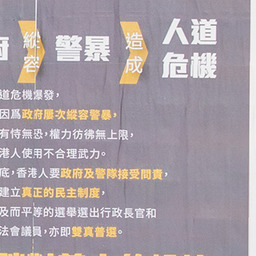 府 縱容 警暴 造成 人道危機
道危機爆發，
因爲政府屢次縱容警暴，
有恃無恐，權力彷彿無上限，
港人使用不合理武力。
底，香港人要政府及警隊接受問責，
建立真正的民主制度，
及而平等的選舉選出行政長官和
法會議員，亦即雙真普選。